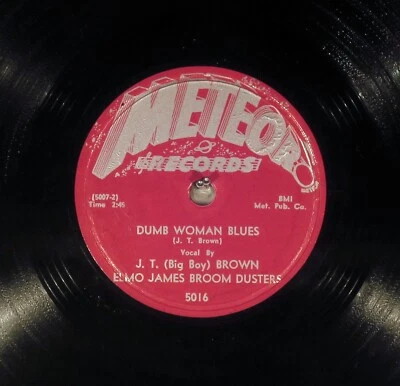 METEOR
RECORDS
(5007-2)
Time 2:45
BMI
Met. Pub. Co.
DUMB WOMAN BLUES
(J. T. Brown)
Vocal By
J. T. (Big Boy) BROWN
ELMO JAMES BROOM DUSTERS
5016